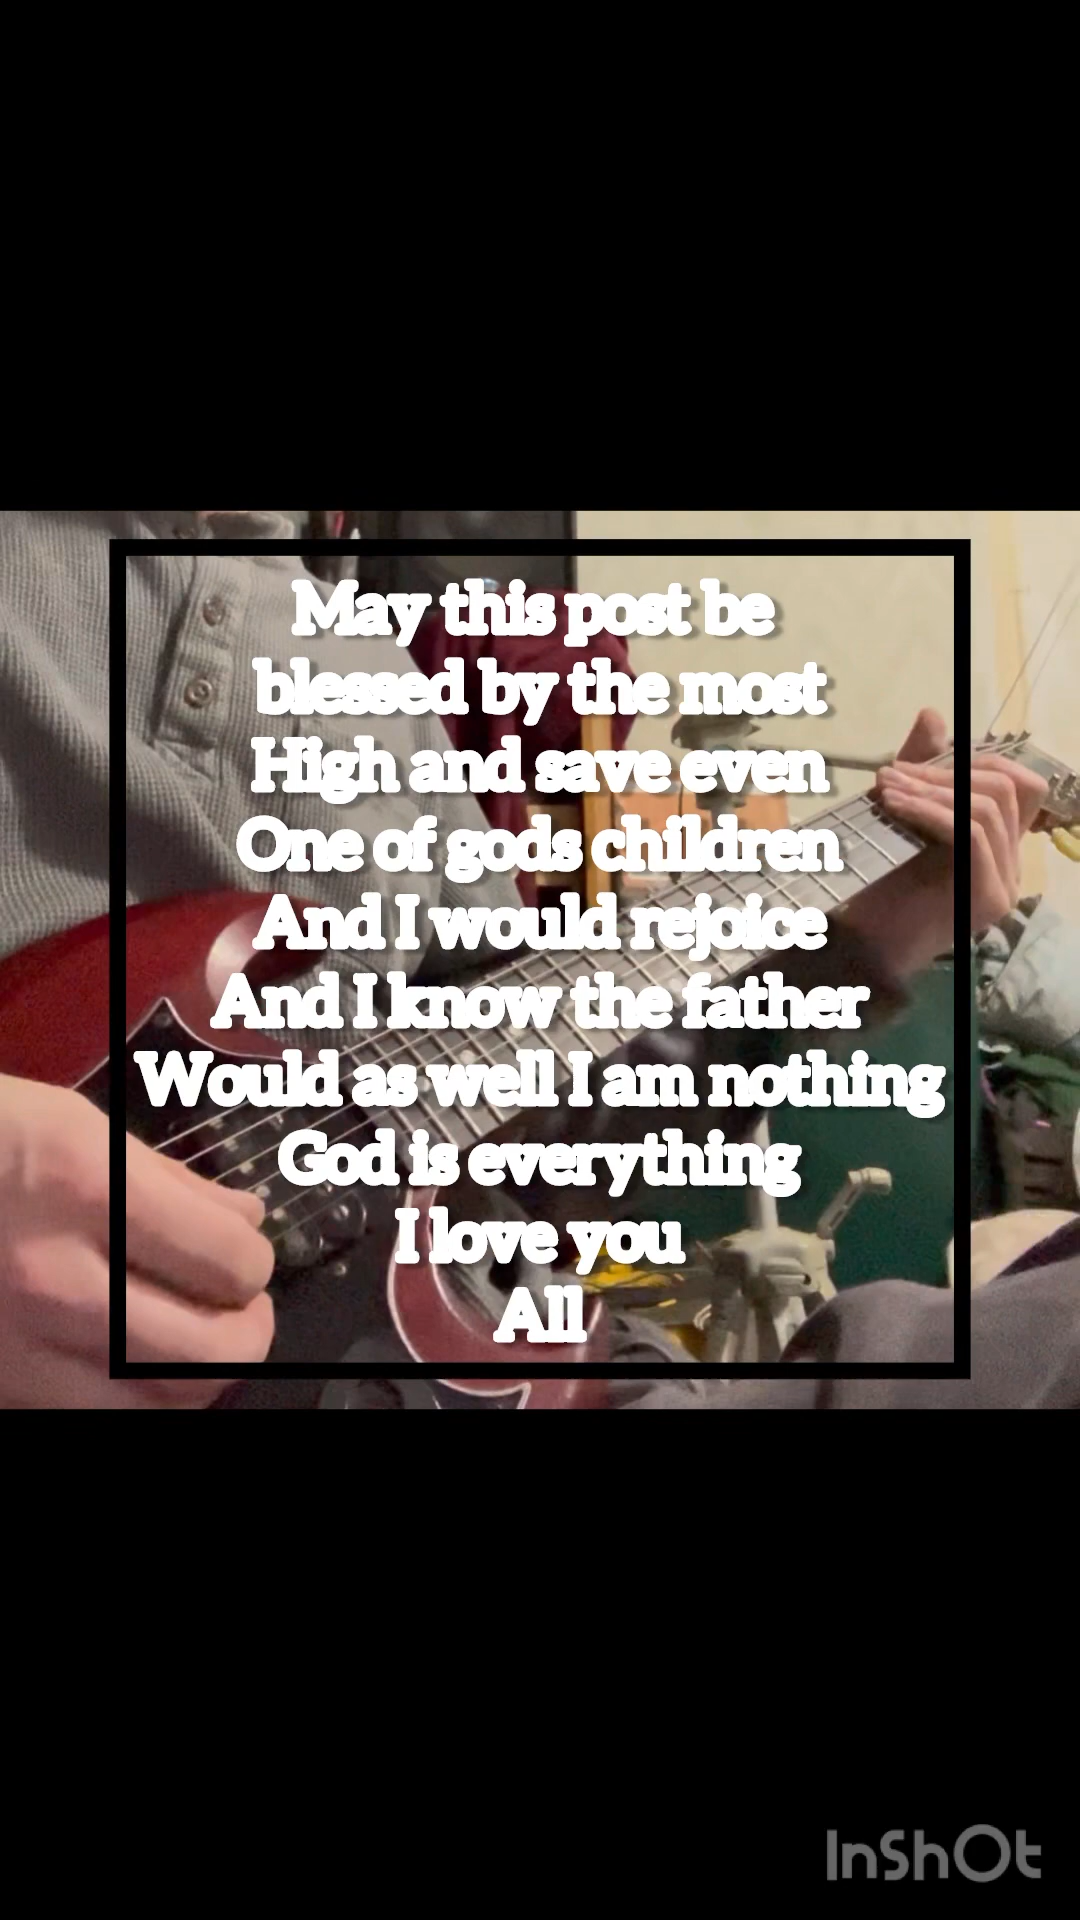 May this post be
blessed by the most
High and save even
One of gods children
And I would rejoice
And I know the father
Would as well I am nothing
God is everything
I love you
All
InShOt